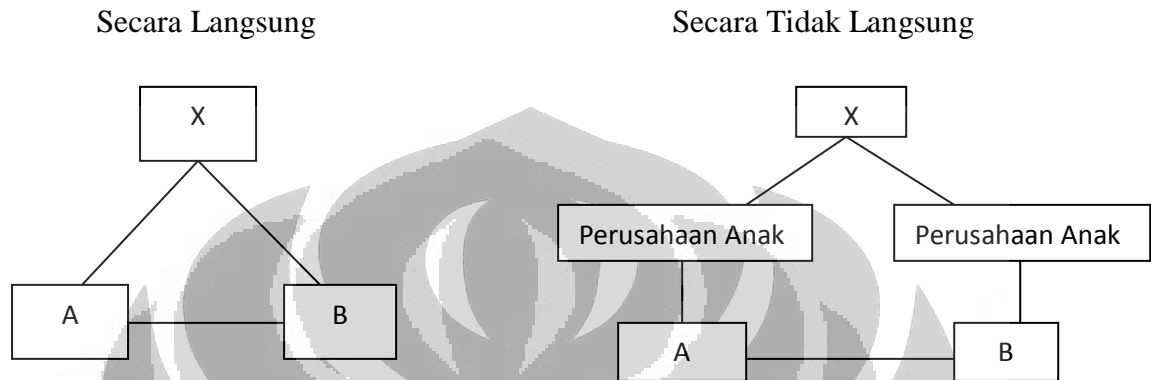 Secara Langsung
Secara Tidak Langsung
X
A
B
X
Perusahaan Anak
Perusahaan Anak
A
B